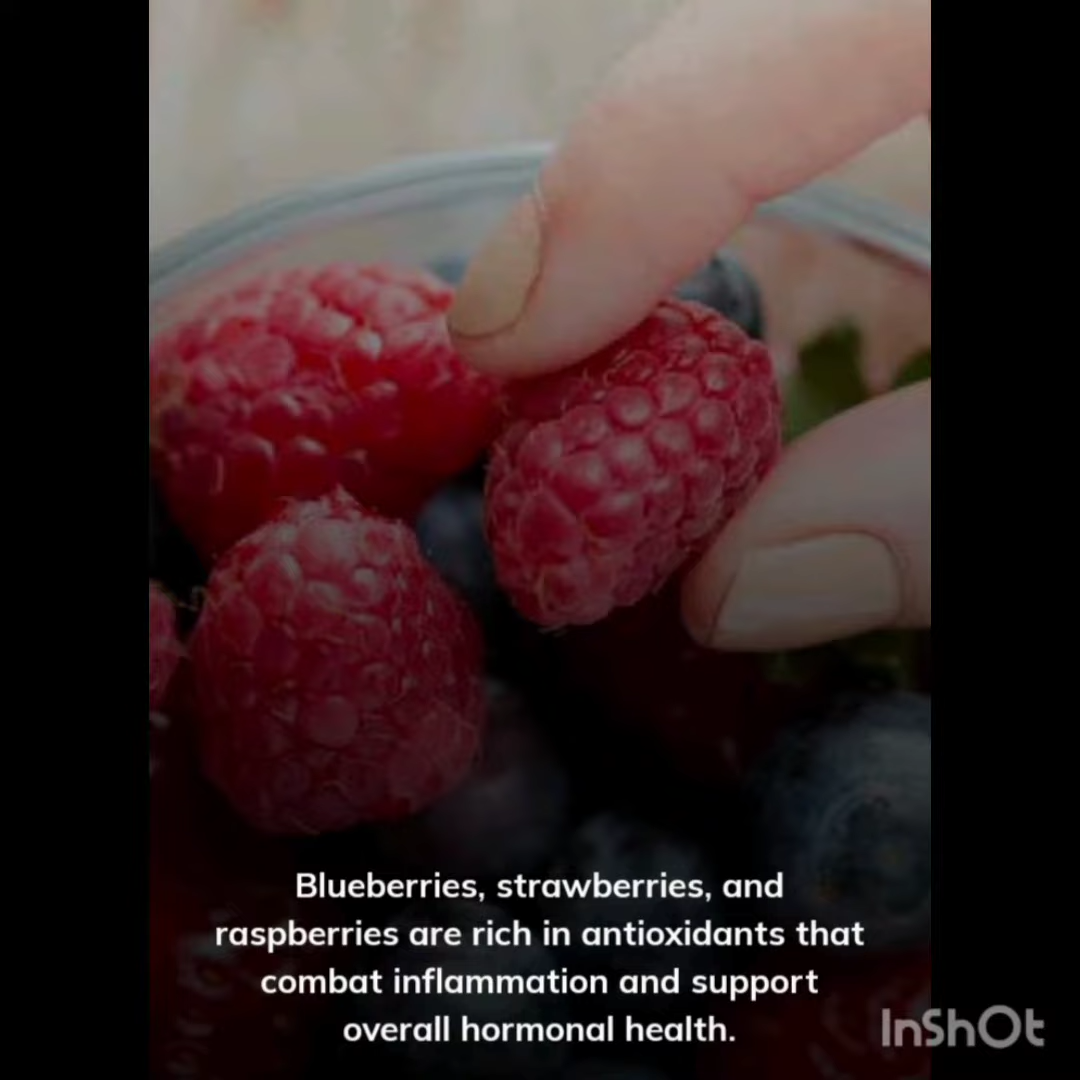 Blueberries, strawberries, and
raspberries are rich in antioxidants that
combat inflammation and support
overall hormonal health.
InShOt